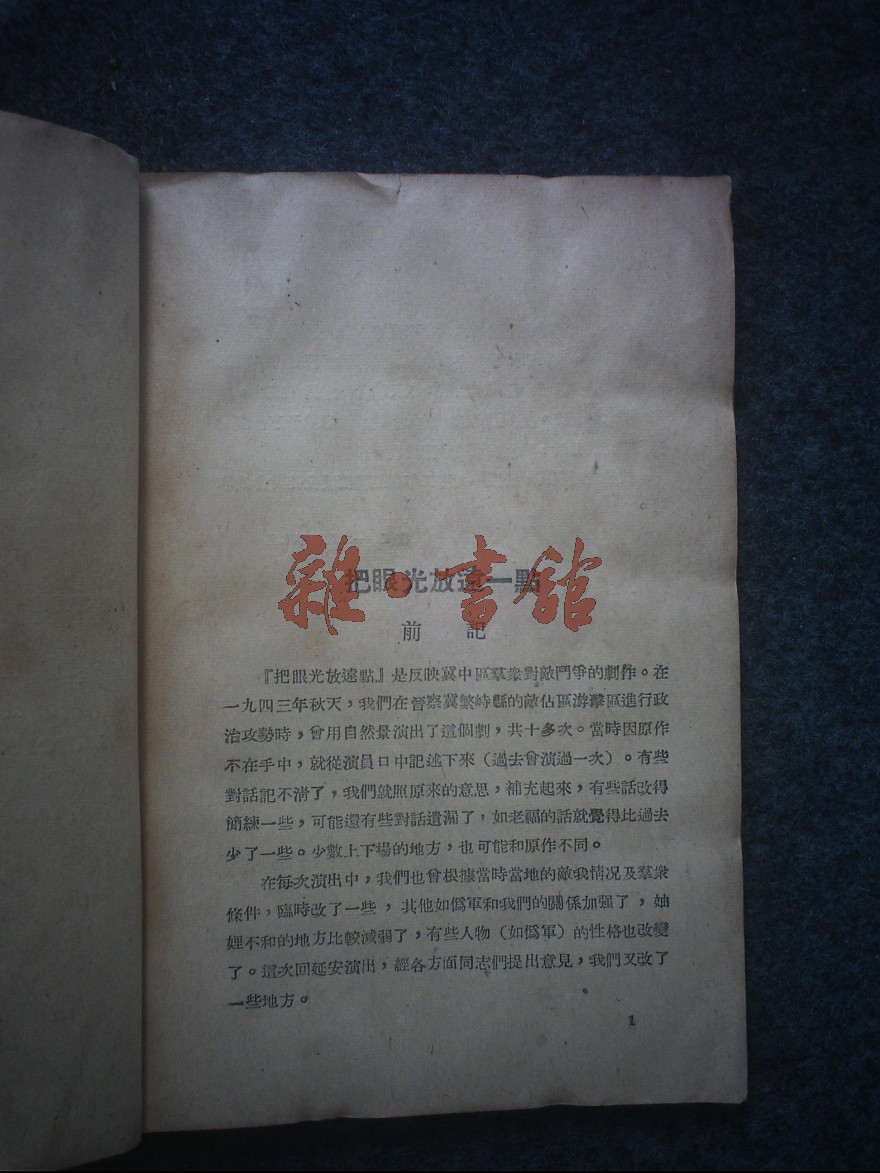 把眼光放遠一點
雜·書舘
前記
『把眼光放遠點』是反映冀中區羣衆對敵鬥爭的劇作。在
一九四三年秋天，我們在晉察冀繁峙縣的敵佔區游擊區進行政
治攻勢時，曾用自然景演出了這個劇，共十多次。當時因原作
不在手中，就從演員口中記述下來（過去曾演過一次）。有些
對話記不淸了，我們就照原來的意思，補充起來，有些話改得
簡練一些，可能還有些對話遺漏了，如老福的話就覺得比過去
少了一些。少數上下場的地方，也可能和原作不同。
在每次演出中，我們也曾根據當時當地的敵我情况及羣衆
條件，臨時改了一些，其他如僞軍和我們的關係加强了，妯
娌不和的地方比較減弱了，有些人物（如僞軍）的性格也改變
了。這次回延安演出，經各方面同志們提出意見，我們又改了
一些地方。
1